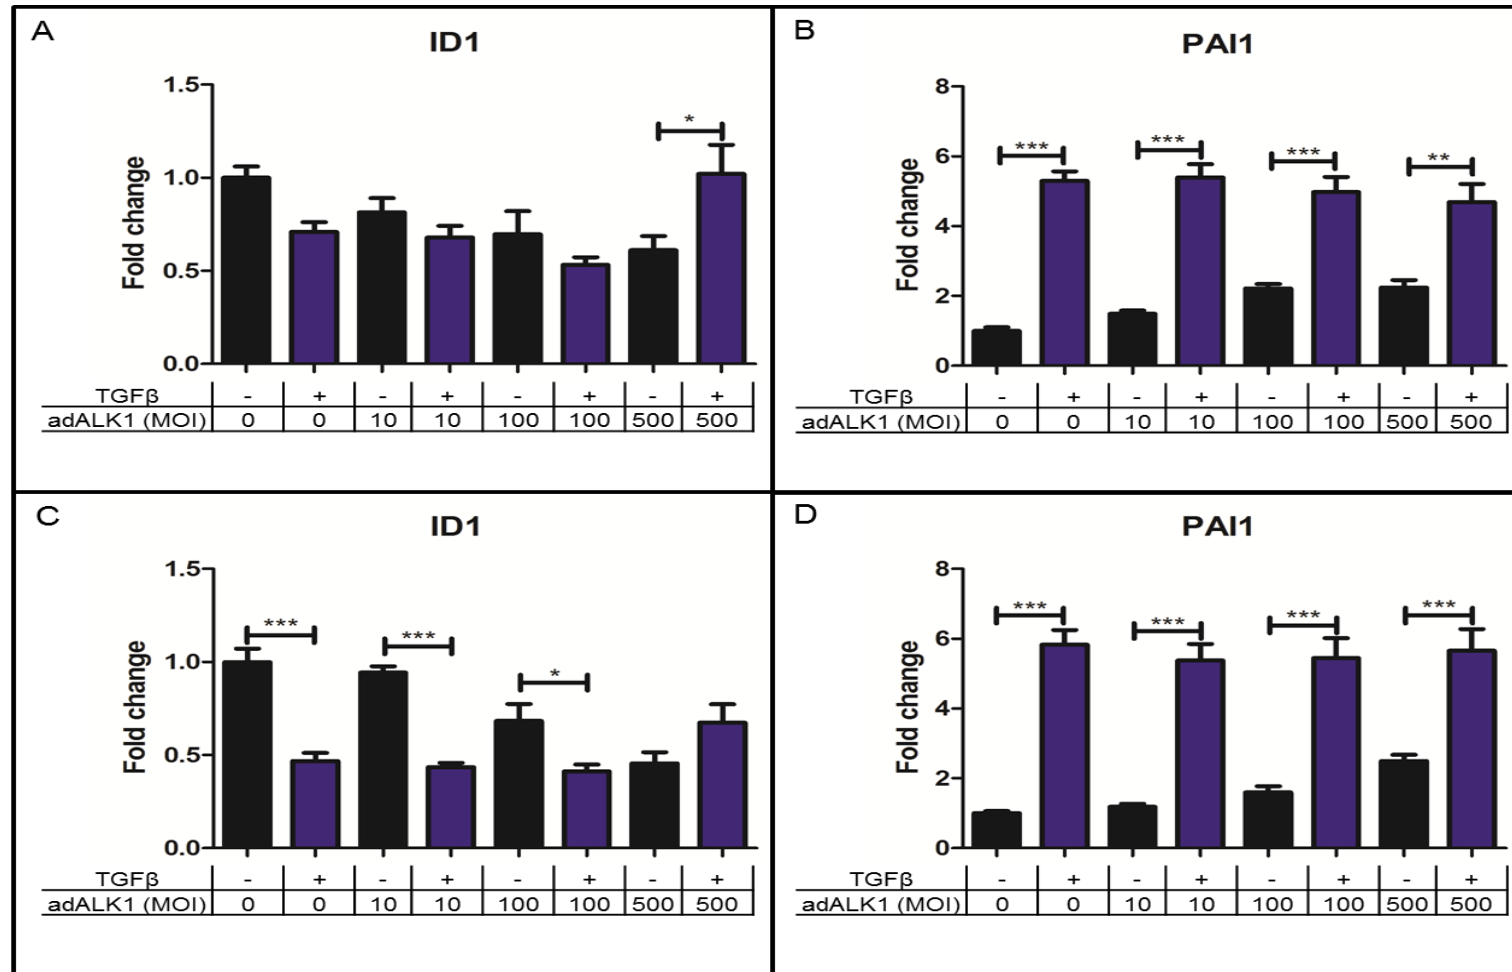 A
ID1
Fold change
1.5
*
1.0
0.5
0.0
TGFβ - + - + - + - +
adALK1 (MOI) 0 0 10 10 100 100 500 500
B
PAI1
Fold change
8
*** *** *** **
6
4
2
0
TGFβ - + - + - + - +
adALK1 (MOI) 0 0 10 10 100 100 500 500
C
ID1
Fold change
1.5
*** *** *
1.0
0.5
0.0
TGFβ - + - + - + - +
adALK1 (MOI) 0 0 10 10 100 100 500 500
D
PAI1
Fold change
8
*** *** *** ***
6
4
2
0
TGFβ - + - + - + - +
adALK1 (MOI) 0 0 10 10 100 100 500 500